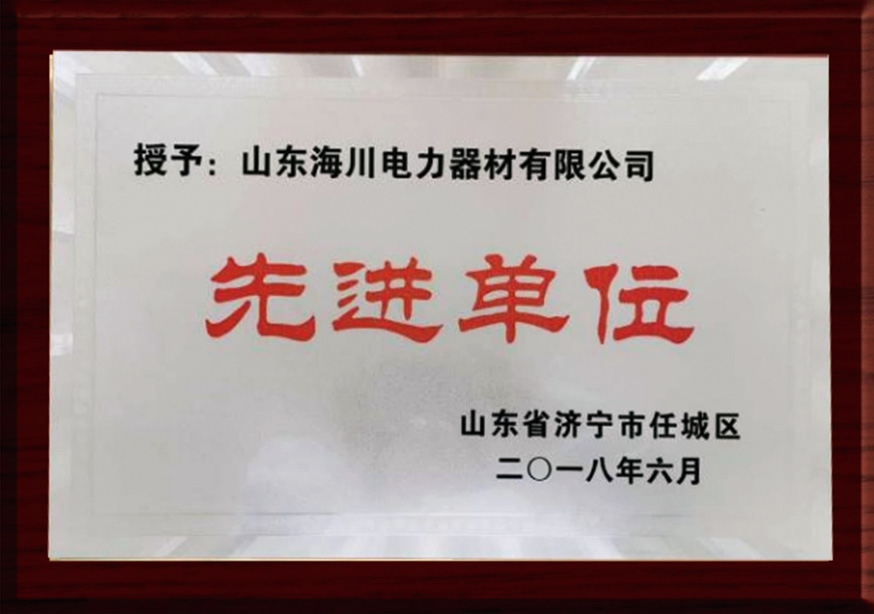 授予：山东海川电力器材有限公司
先进单位
山东省济宁市任城区
二〇一八年六月